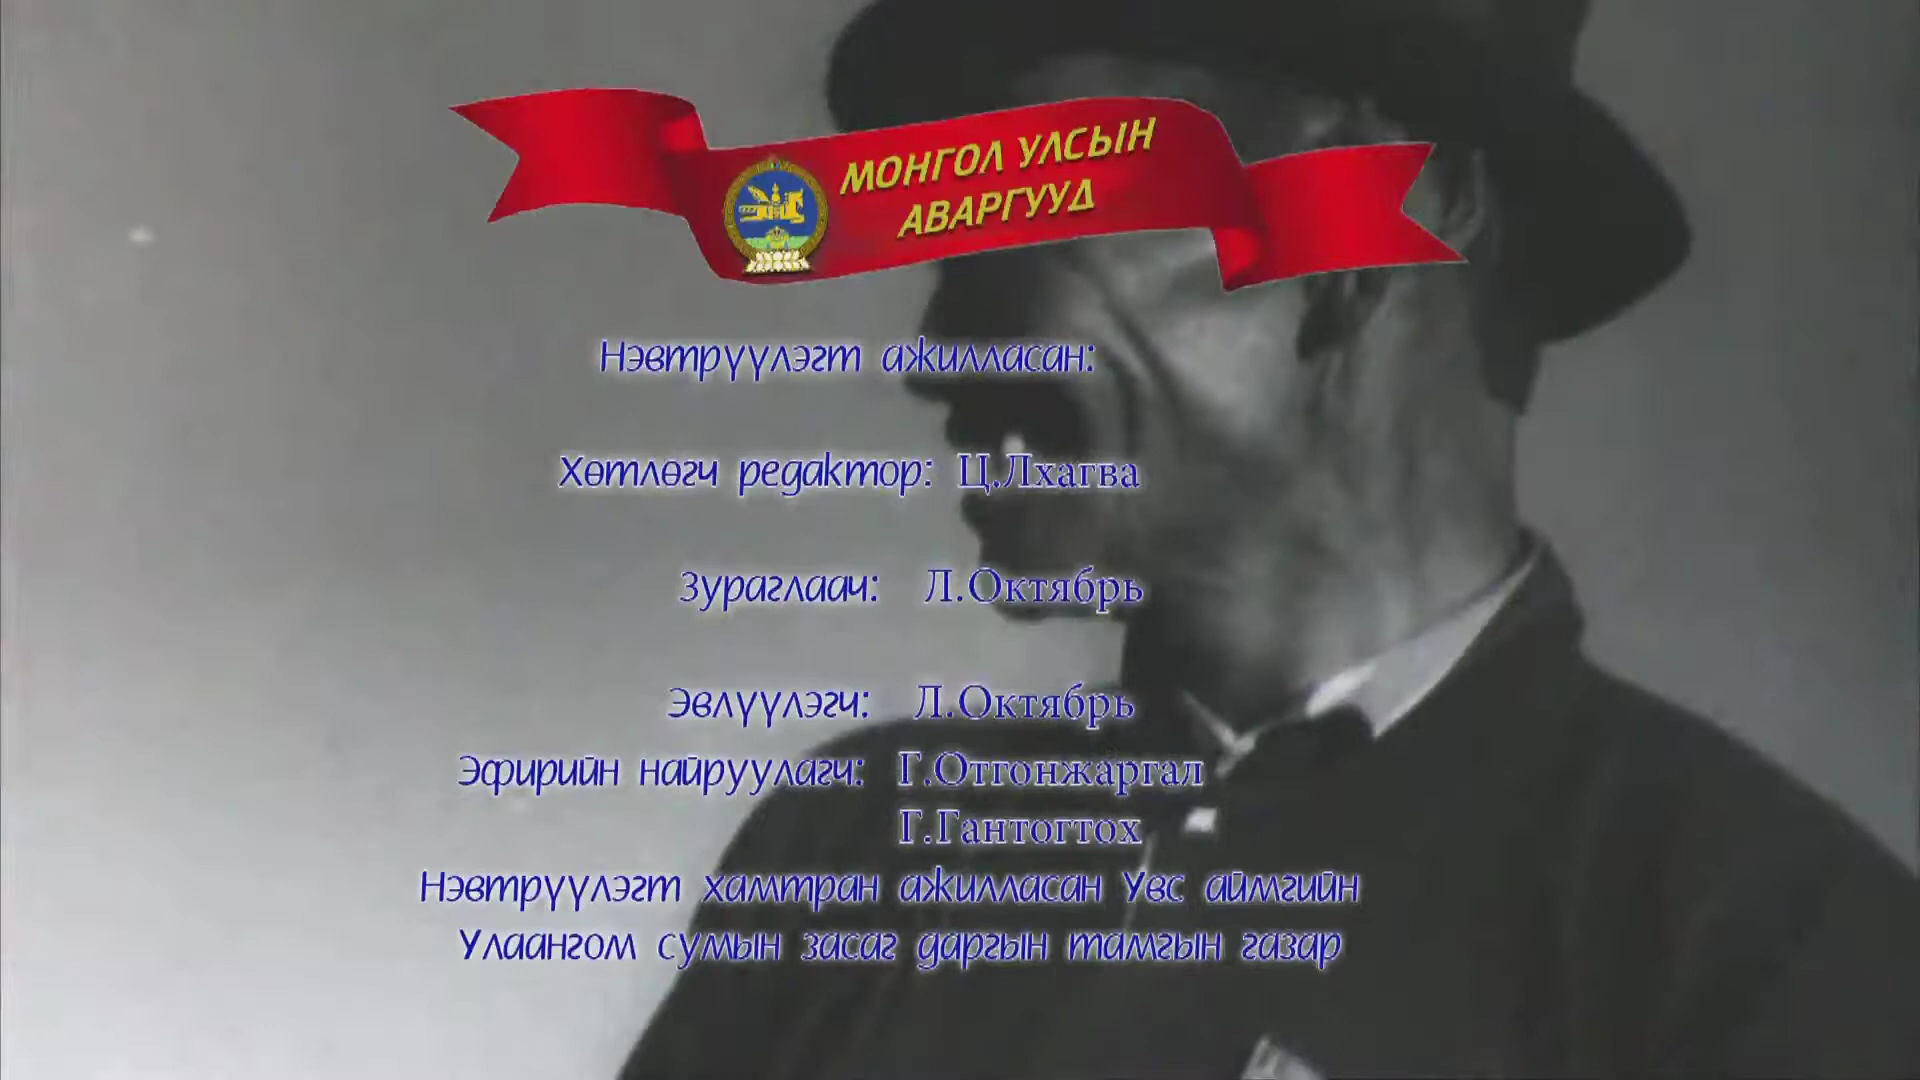 МОНГОЛ УЛСЫН
АВАРГУУД
Нэвтрүүлэгт ажилласан:
Хөтлөгч редактор: Ц.Лхагва
Зураглаач: Л.Октябрь
Эвлүүлэгч: Л.Октябрь
Эфирийн найруулагч: Г.Отгонжаргал
Г.Гантогтох
Нэвтрүүлэгт хамтран ажилласан Увс аймгийн
Улаангом сумын засаг даргын тамгын газар